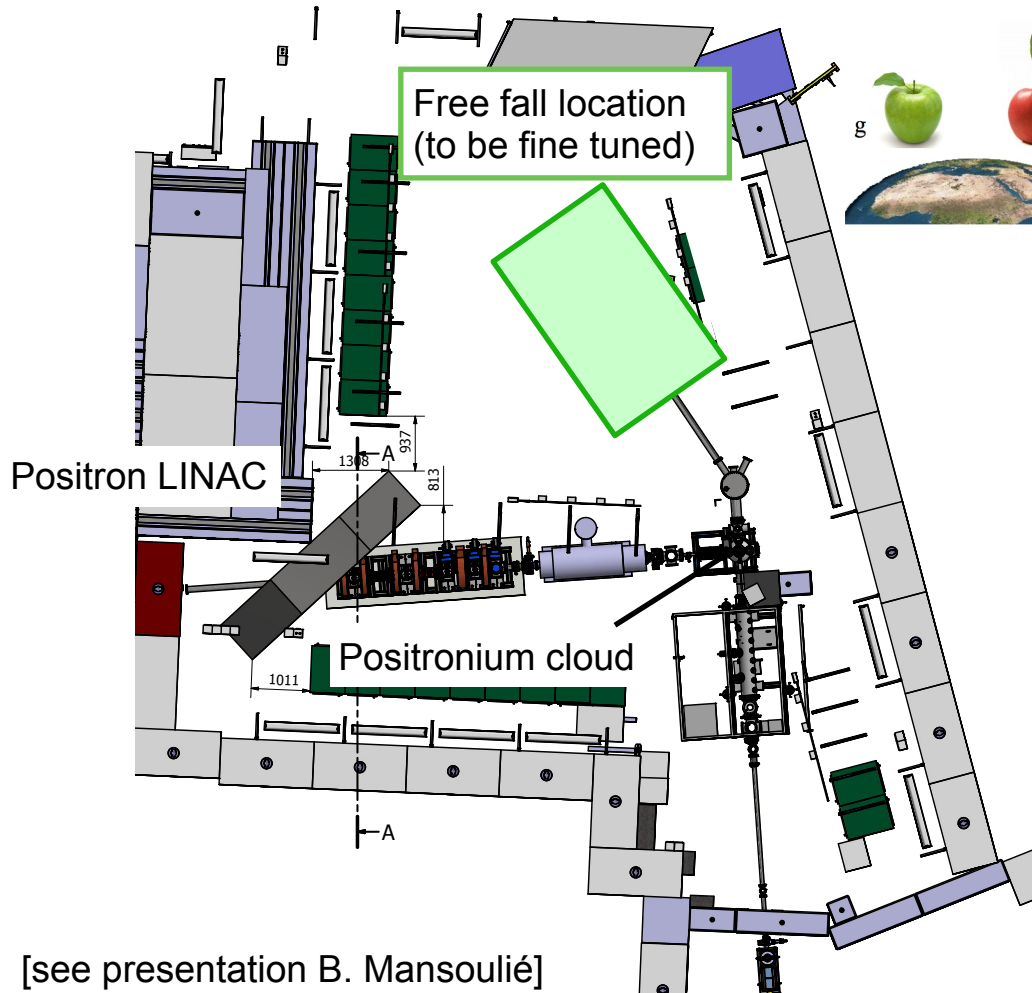 Free fall location
(to be fine tuned)
g
937
A
1308
813
Positron LINAC
Positronium cloud
1011
A
[see presentation B. Mansoulié]